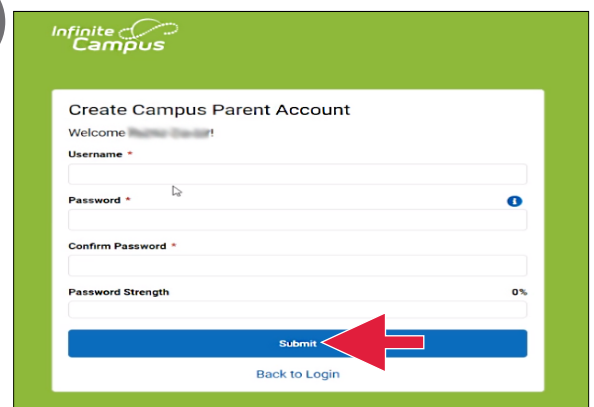 Infinite
Campus
Create Campus Parent Account
Welcome !
Username *
Password *
Confirm Password *
Password Strength 0%
Submit
Back to Login